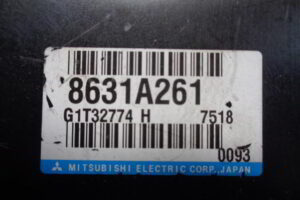 8631A261
G1T32774 H 7518
0093
MITSUBISHI ELECTRIC CORP., JAPAN